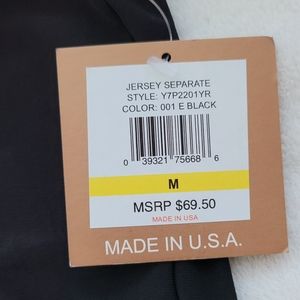 JERSEY SEPARATE
STYLE: Y7P2201YR
COLOR: 001 E BLACK
0 39321 75668 6
M
MSRP $69.50
MADE IN USA
MADE IN U.S.A.